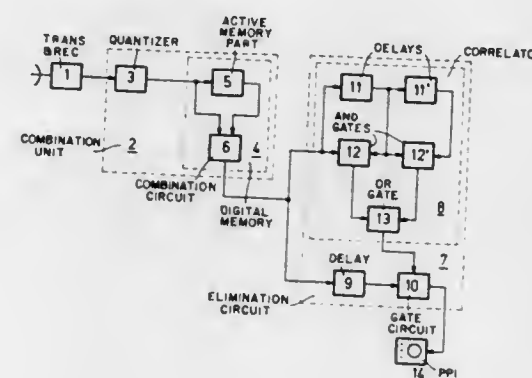 ACTIVE
MEMORY
PART
TRANS
& REC
QUANTIZER
1
3
5
6
COMBINATION
UNIT
2
4
COMBINATION
CIRCUIT
DIGITAL
MEMORY
DELAYS
CORRELATO
11
11'
AND GATES
12
12'
OR
GATE
13
8
7
DELAY
9
10
ELIMINATION
CIRCUIT
GATE
CIRCUIT
14
PPI